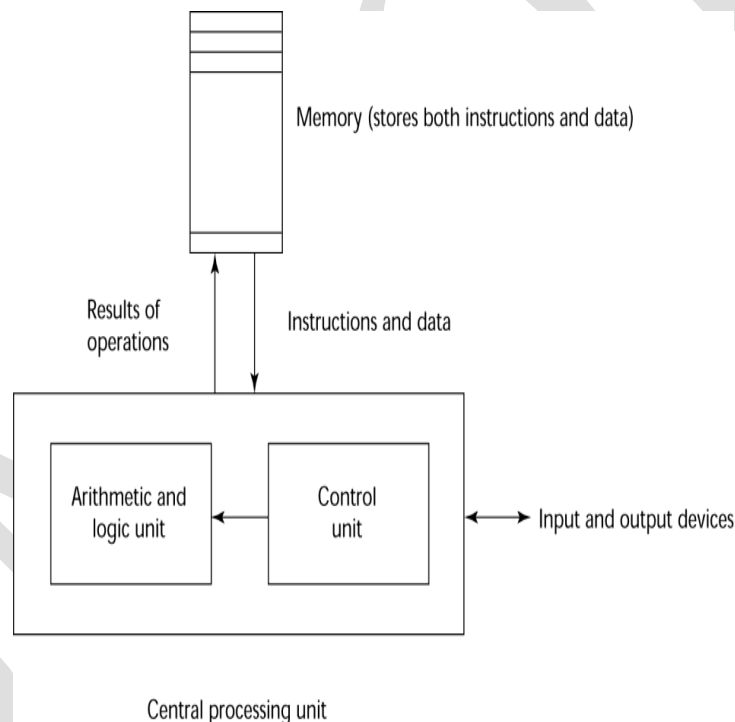 Memory (stores both instructions and data)
Results of
operations
Instructions and data
Arithmetic and
logic unit
Control
unit
Input and output devices
Central processing unit